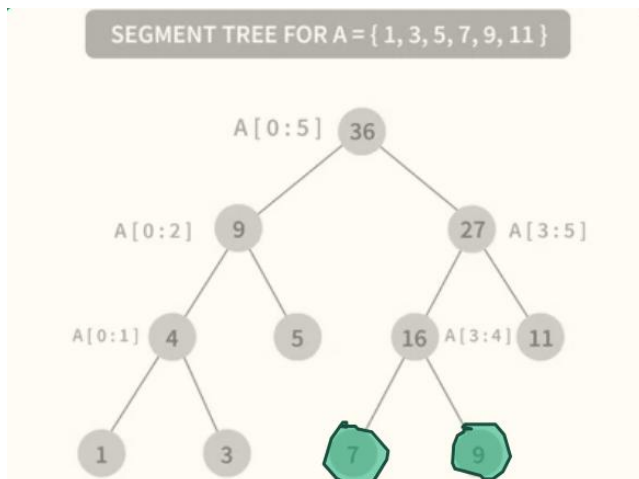 SEGMENT TREE FOR A = { 1, 3, 5, 7, 9, 11 }
A[0:5] 36
A[0:2] 9 27 A[3:5]
A[0:1] 4 5 16 A[3:4] 11
1 3 7 9